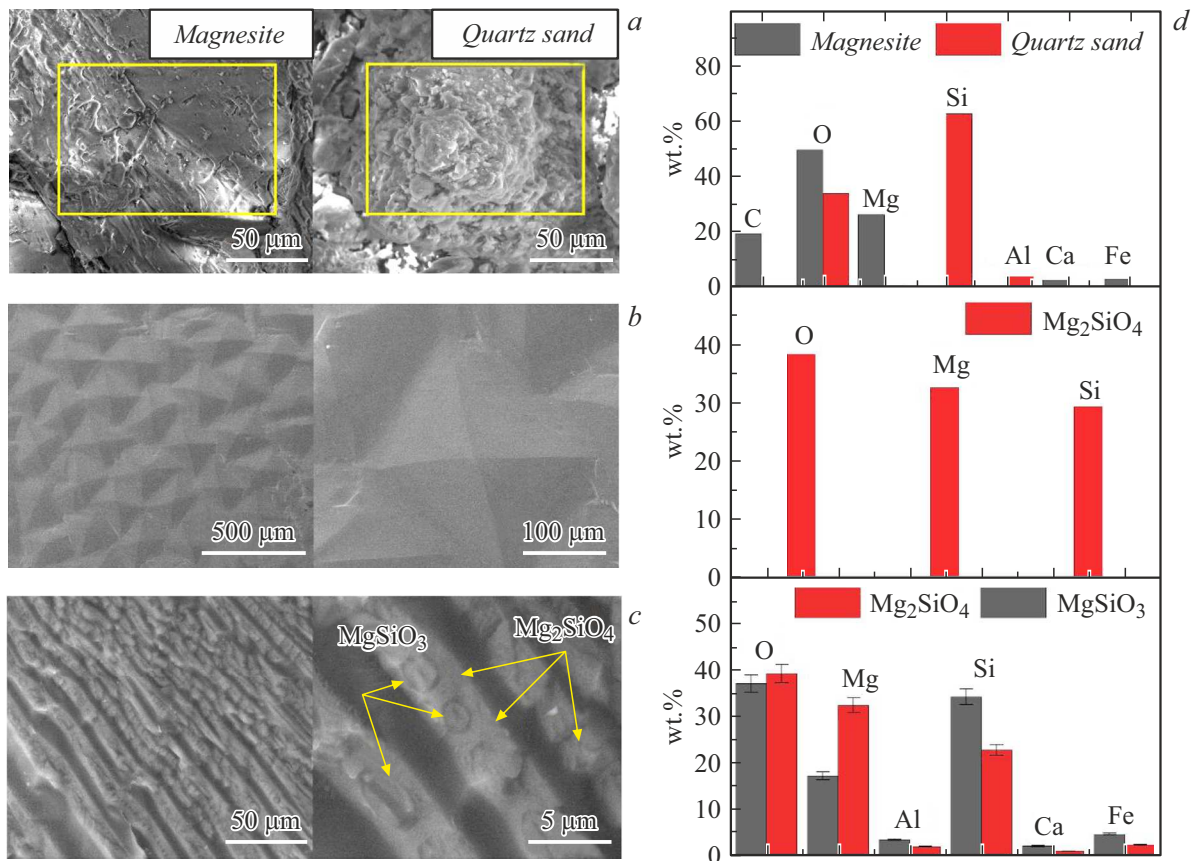 Magnesite
Quartz sand
a
50 µm
50 µm
b
500 µm
100 µm
c
MgSiO3
Mg2SiO4
50 µm
5 µm
d
Magnesite
Quartz sand
80
60
40
20
0
wt.%
C
O
Mg
Si
Al
Ca
Fe
Mg2SiO4
40
30
20
10
0
wt.%
O
Mg
Si
Mg2SiO4
MgSiO3
50
40
30
20
10
0
wt.%
O
Mg
Al
Si
Ca
Fe